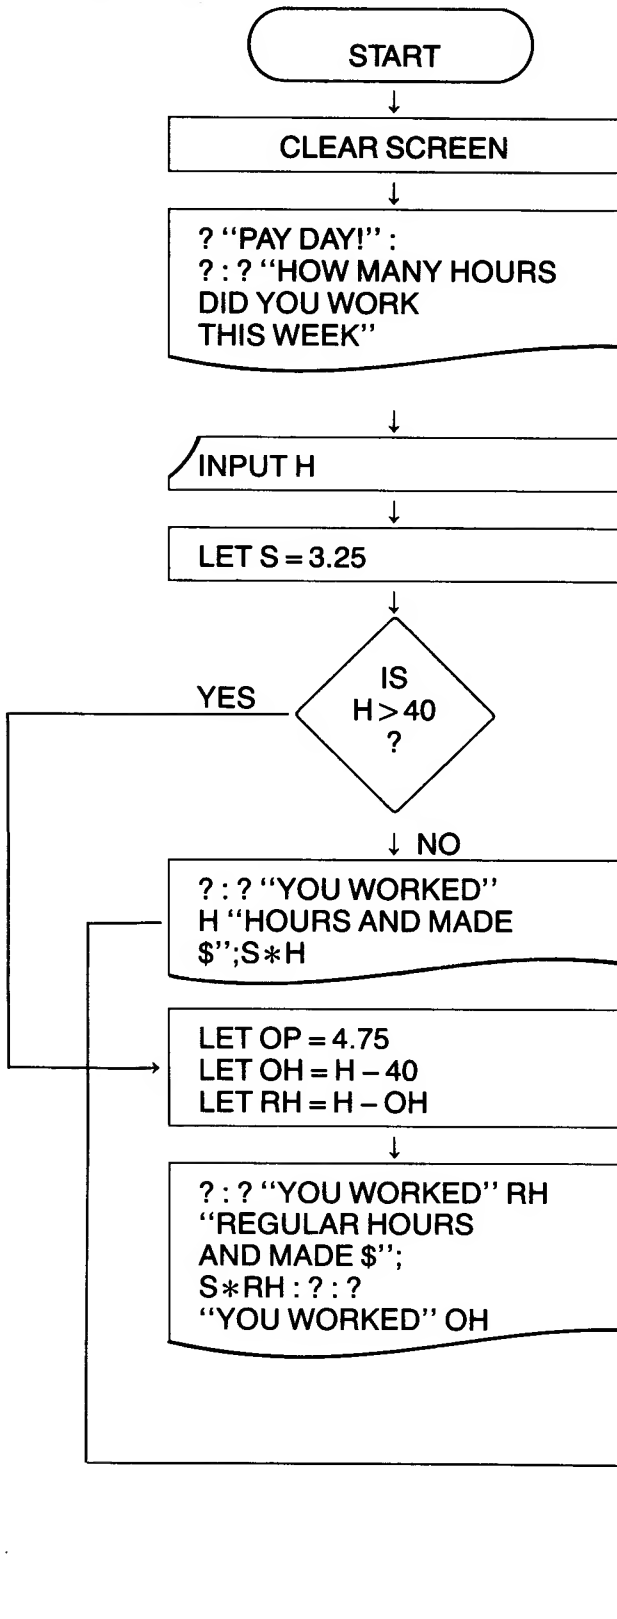 START
CLEAR SCREEN
? “PAY DAY!” :
? : ? “HOW MANY HOURS
DID YOU WORK
THIS WEEK”
INPUT H
LET S = 3.25
IS
H > 40
?
YES
NO
? : ? “YOU WORKED”
H “HOURS AND MADE
$”;S*H
LET OP = 4.75
LET OH = H – 40
LET RH = H – OH
? : ? “YOU WORKED” RH
“REGULAR HOURS
AND MADE $”;
S*RH : ? : ?
“YOU WORKED” OH